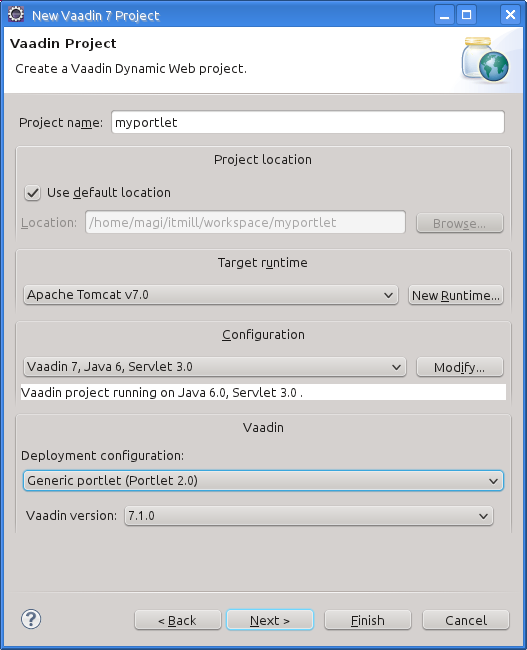 New Vaadin 7 Project
Vaadin Project
Create a Vaadin Dynamic Web project.
Project name: myportlet
Project location
Use default location
Location: /home/magi/itmill/workspace/myportlet Browse...
Target runtime
Apache Tomcat v7.0 New Runtime...
Configuration
Vaadin 7, Java 6, Servlet 3.0 Modify...
Vaadin project running on Java 6.0, Servlet 3.0 .
Vaadin
Deployment configuration:
Generic portlet (Portlet 2.0)
Vaadin version: 7.1.0
? < Back Next > Finish Cancel